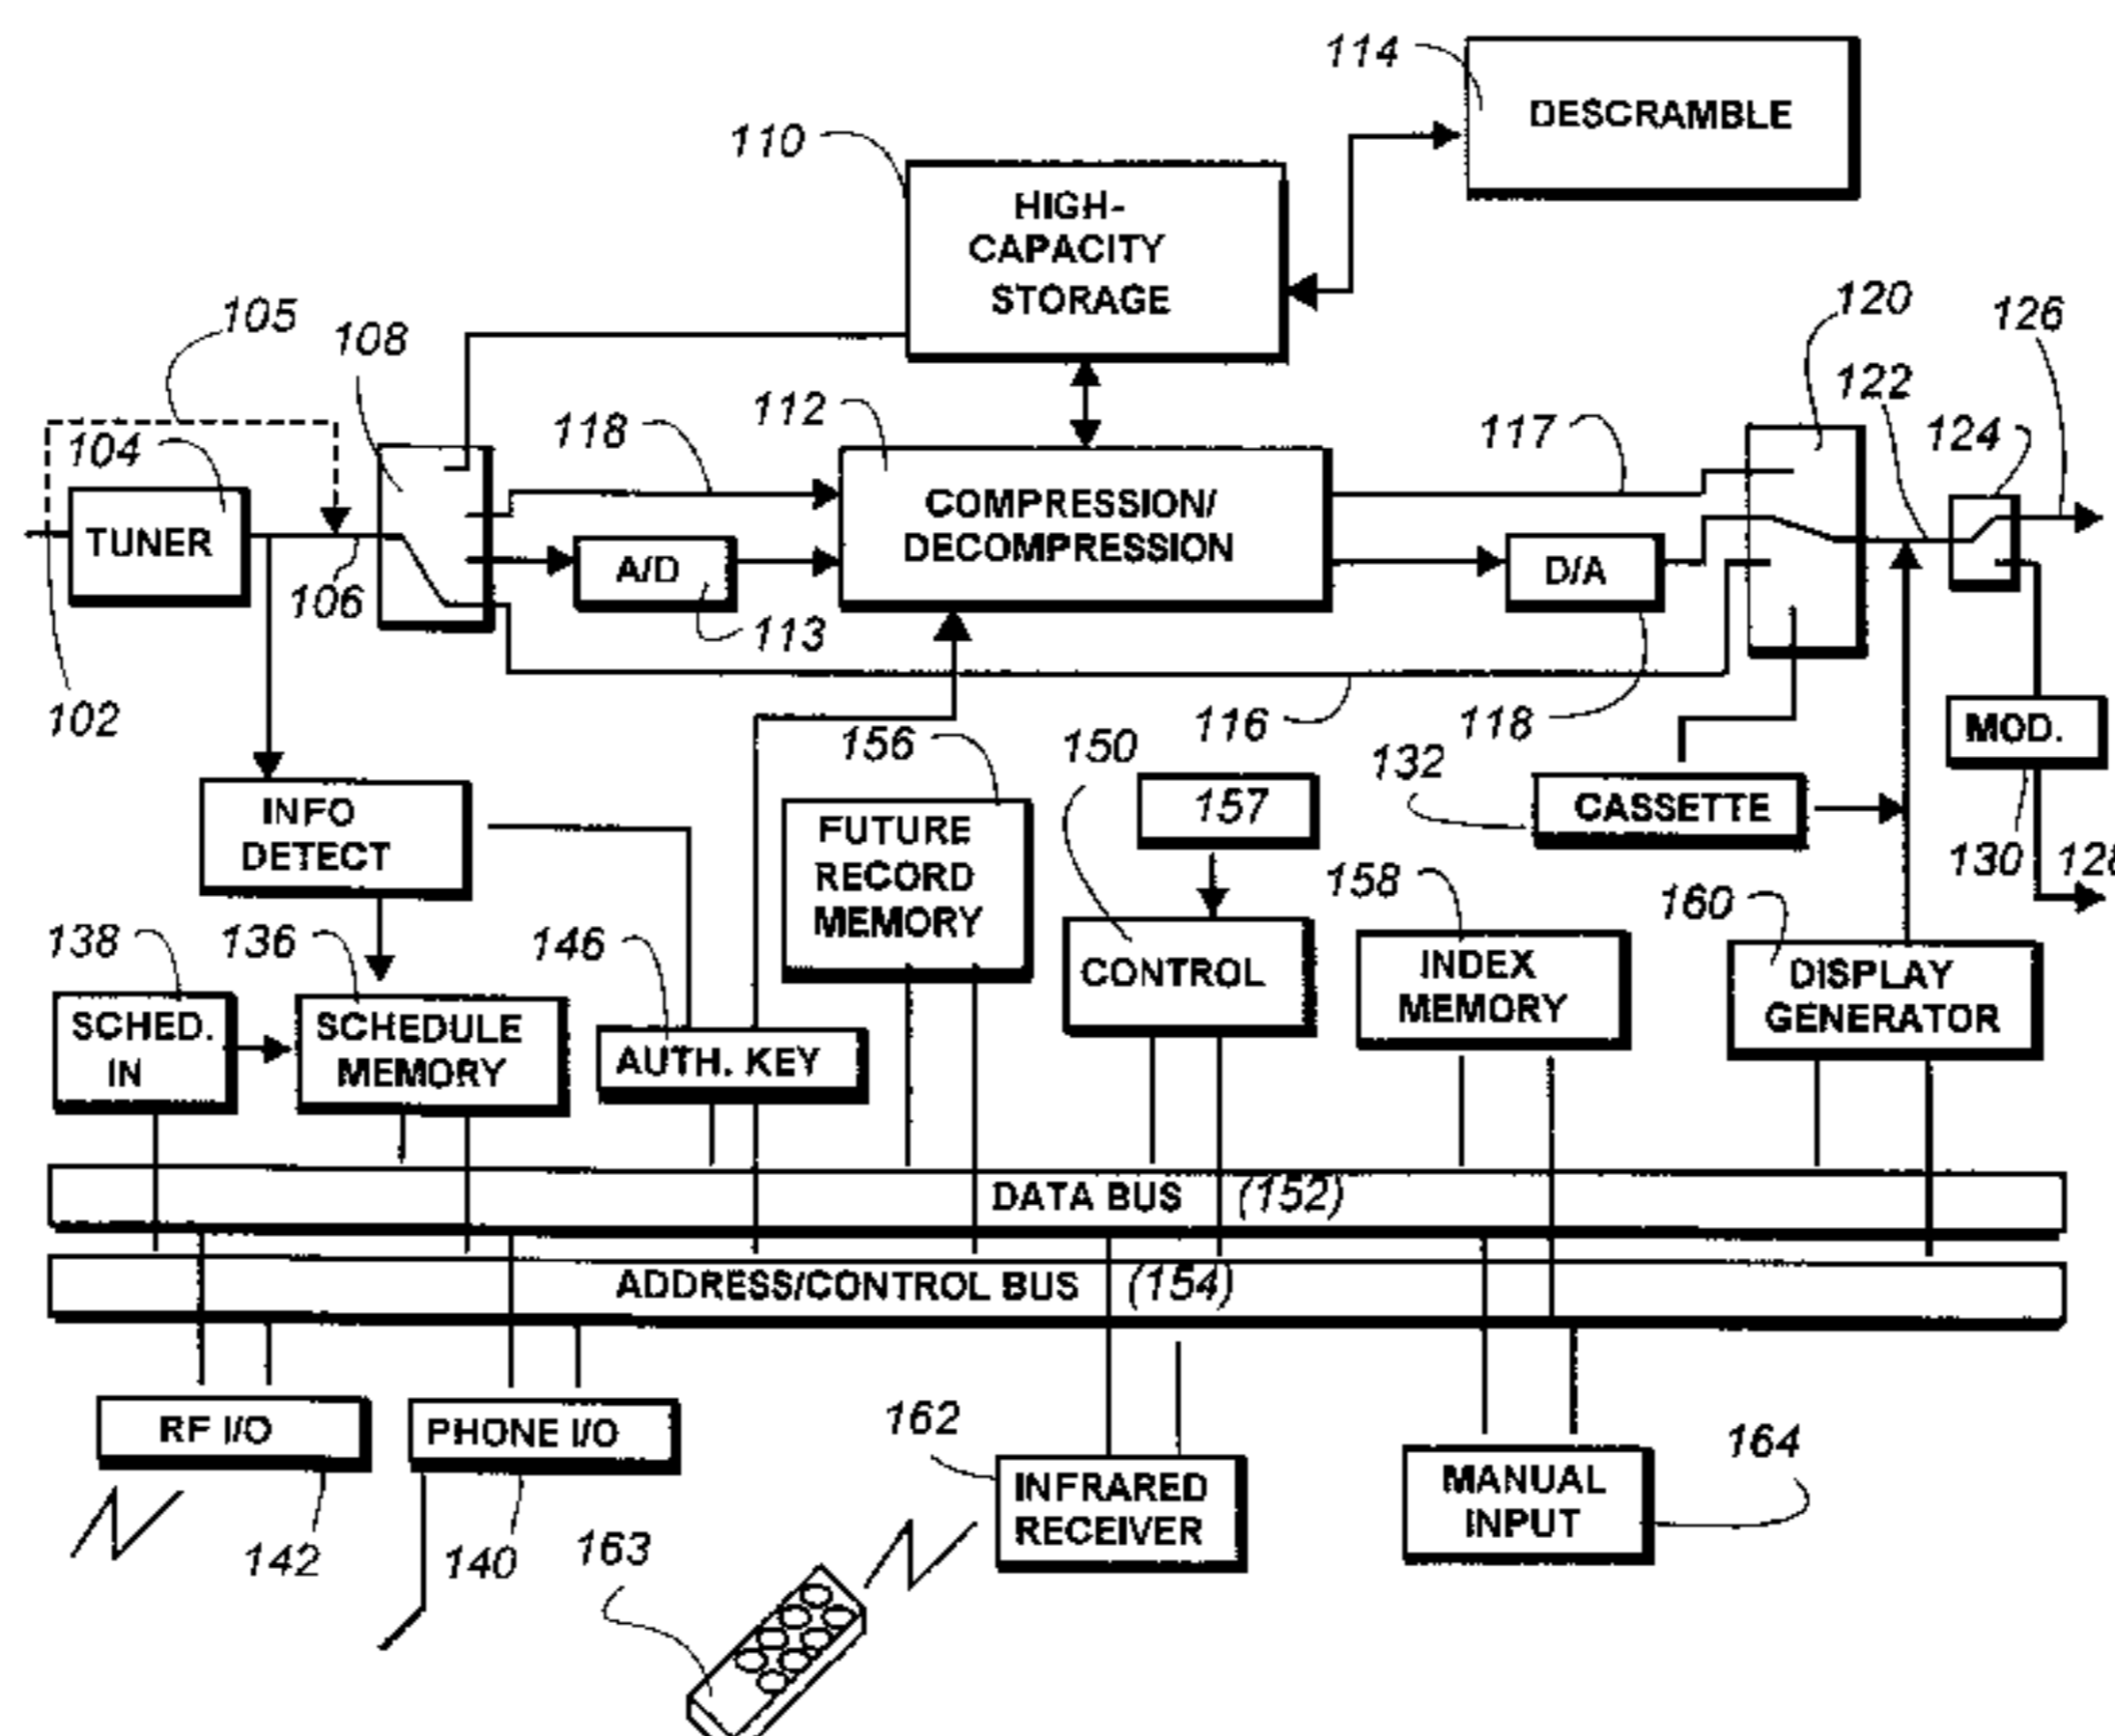 114
DESCRAMBLE
110
HIGH-
CAPACITY
STORAGE
105
108
120
126
122
124
104
118
112
117
TUNER
COMPRESSION/
DECOMPRESSION
A/D
D/A
106
113
102
116
118
MOD.
156
150
132
157
CASSETTE
INFO
DETECT
FUTURE
RECORD
MEMORY
130
158
160
138
136
146
CONTROL
INDEX
MEMORY
DISPLAY
GENERATOR
SCHED.
IN
SCHEDULE
MEMORY
AUTH. KEY
DATA BUS (152)
ADDRESS/CONTROL BUS (154)
RF I/O
PHONE I/O
162
164
INFRARED
RECEIVER
MANUAL
INPUT
142
140
163